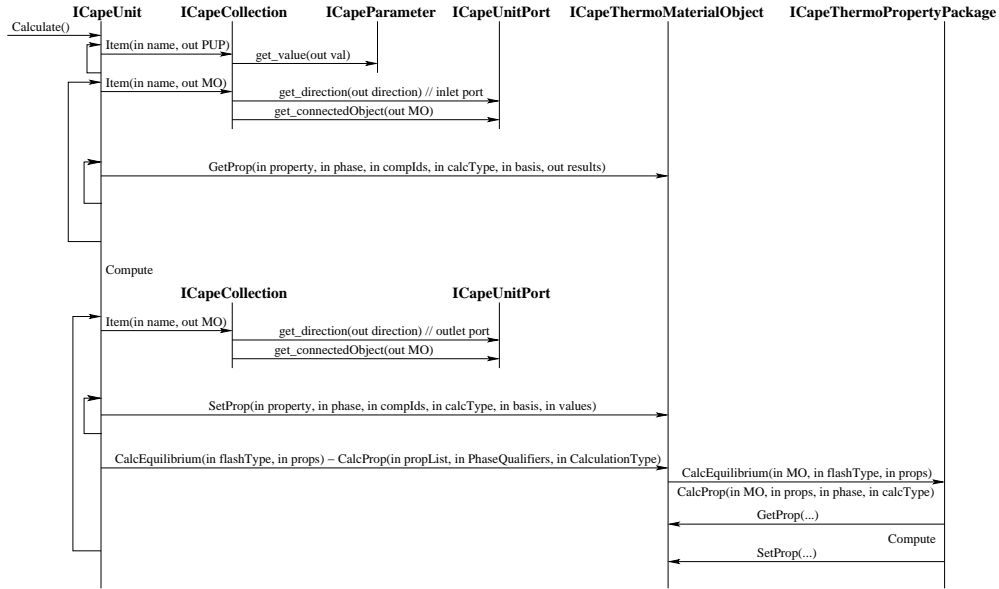 ICapeUnit ICapeCollection ICapeParameter ICapeUnitPort ICapeThermoMaterialObject ICapeThermoPropertyPackage
Calculate()
Item(in name, out PUP)
get_value(out val)
Item(in name, out MO)
get_direction(out direction) // inlet port
get_connectedObject(out MO)
GetProp(in property, in phase, in compIds, in calcType, in basis, out results)
Compute
ICapeCollection ICapeUnitPort
Item(in name, out MO)
get_direction(out direction) // outlet port
get_connectedObject(out MO)
SetProp(in property, in phase, in compIds, in calcType, in basis, in values)
CalcEquilibrium(in flashType, in props) – CalcProp(in propList, in PhaseQualifiers, in CalculationType)
CalcEquilibrium(in MO, in flashType, in props)
CalcProp(in MO, in props, in phase, in calcType)
GetProp(...)
Compute
SetProp(...)